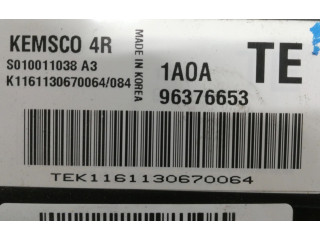 KEMSCO 4R
S010011038 A3
K1161130670064/084
MADE IN KOREA
1A0A
96376653
TE
TEK1161130670064